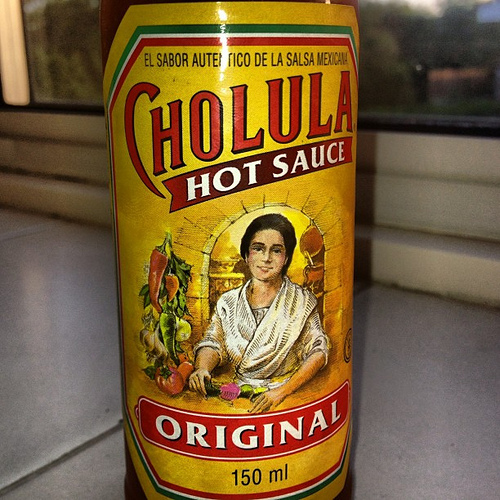 EL SABOR AUTENTICO DE LA SALSA MEXICANA
CHOLULA
HOT SAUCE
ORIGINAL
150 ml